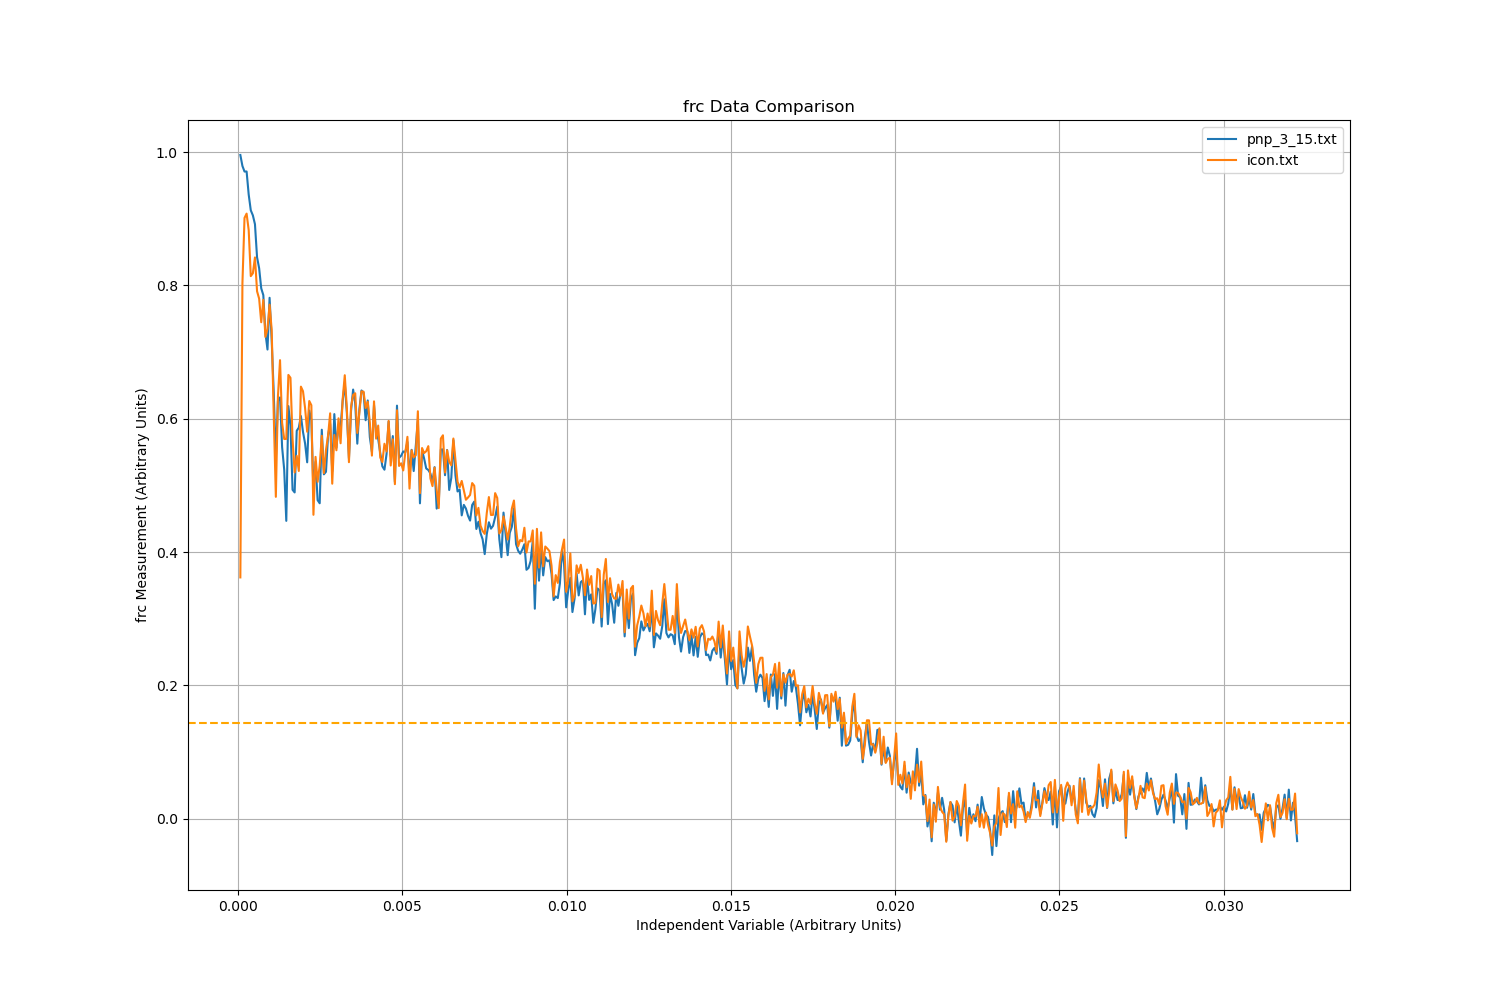 frc Data Comparison
pnp_3_15.txt
icon.txt
frc Measurement (Arbitrary Units)
1.0
0.8
0.6
0.4
0.2
0.0
0.000 0.005 0.010 0.015 0.020 0.025 0.030
Independent Variable (Arbitrary Units)